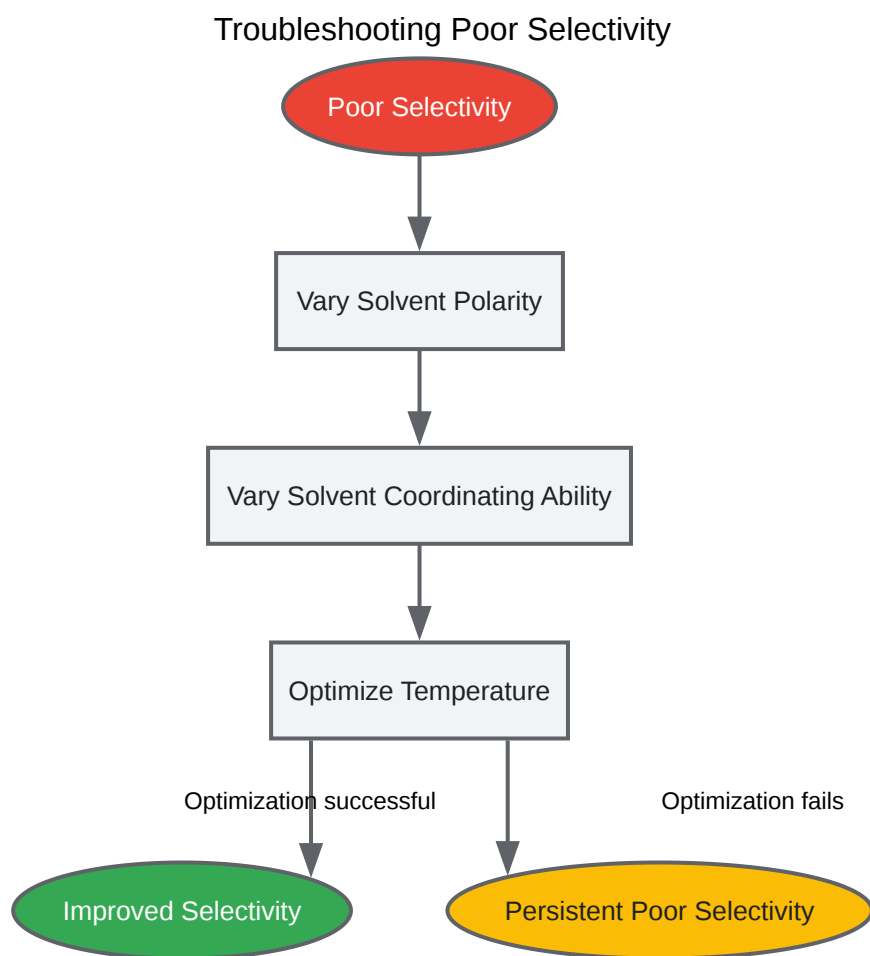 Troubleshooting Poor Selectivity
Poor Selectivity
Vary Solvent Polarity
Vary Solvent Coordinating Ability
Optimize Temperature
Optimization successful
Optimization fails
Improved Selectivity
Persistent Poor Selectivity